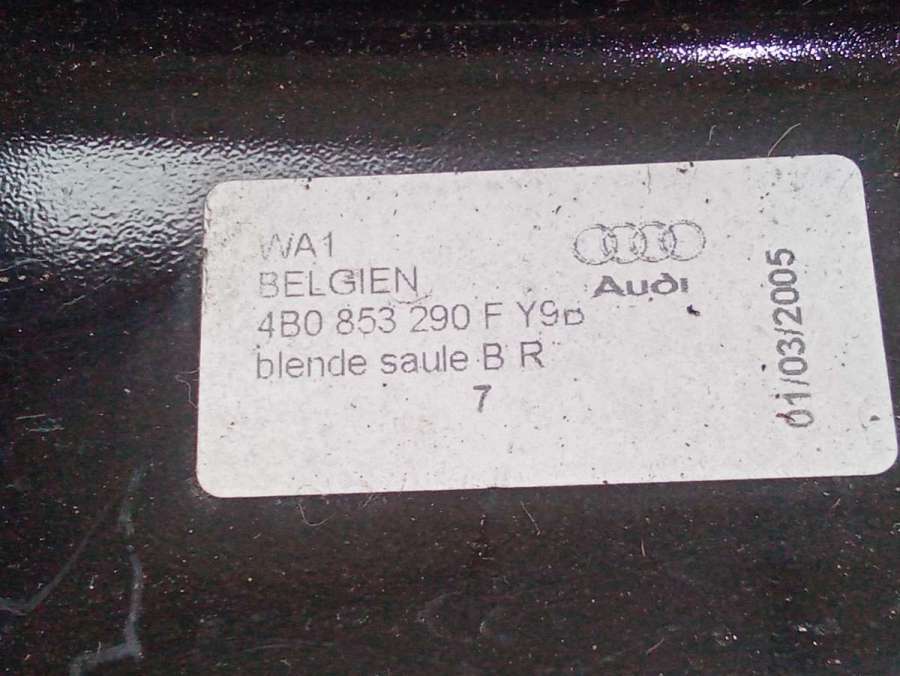 WA1
BELGIEN
4B0 853 290 F Y9B
blende saule B R
7
Audi
01/03/2005